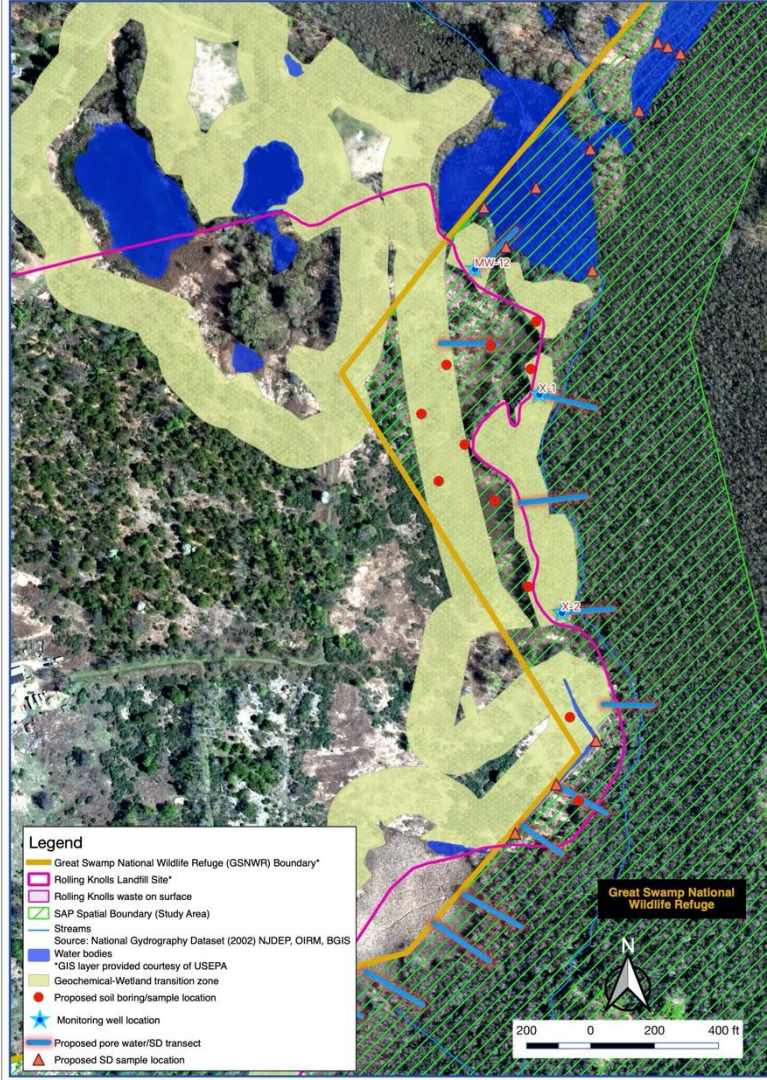 MW-12
X-1
X-2
Legend
Great Swamp National Wildlife Refuge (GSNWR) Boundary*
Rolling Knolls Landfill Site*
Rolling Knolls waste on surface
SAP Spatial Boundary (Study Area)
Streams
Source: National Gydrography Dataset (2002) NJDEP, OIRM, BGIS
Water bodies
*GIS layer provided courtesy of USEPA
Geochemical-Wetland transition zone
Proposed soil boring/sample location
Monitoring well location
Proposed pore water/SD transect
Proposed SD sample location
Great Swamp National
Wildlife Refuge
N
200 0 200 400 ft